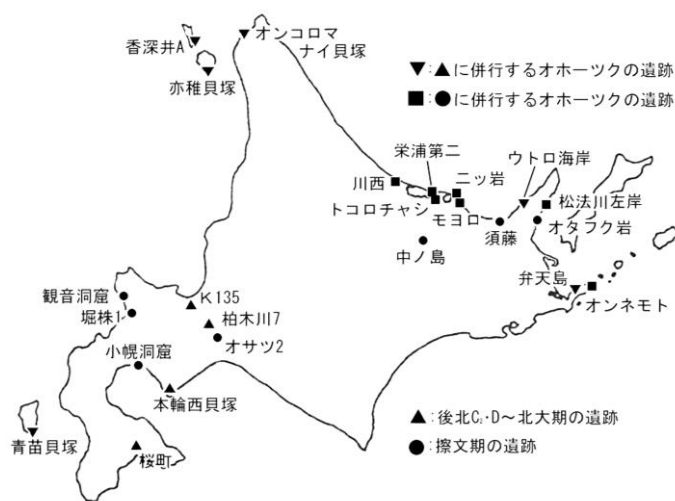 香深井A
オンコロマ
ナイ貝塚
亦稚貝塚
▼:▲に併行するオホーツクの遺跡
■:●に併行するオホーツクの遺跡
栄浦第二
二ッ岩
ウトロ海岸
川西
松法川左岸
トコロチャシ
モヨロ
須藤
オタフク岩
中ノ島
弁天島
オンネモト
観音洞窟
堀株1
K135
柏木川7
オサツ2
小幌洞窟
本輪西貝塚
青苗貝塚
桜町
▲:後北C₂·D〜北大期の遺跡
●:擦文期の遺跡